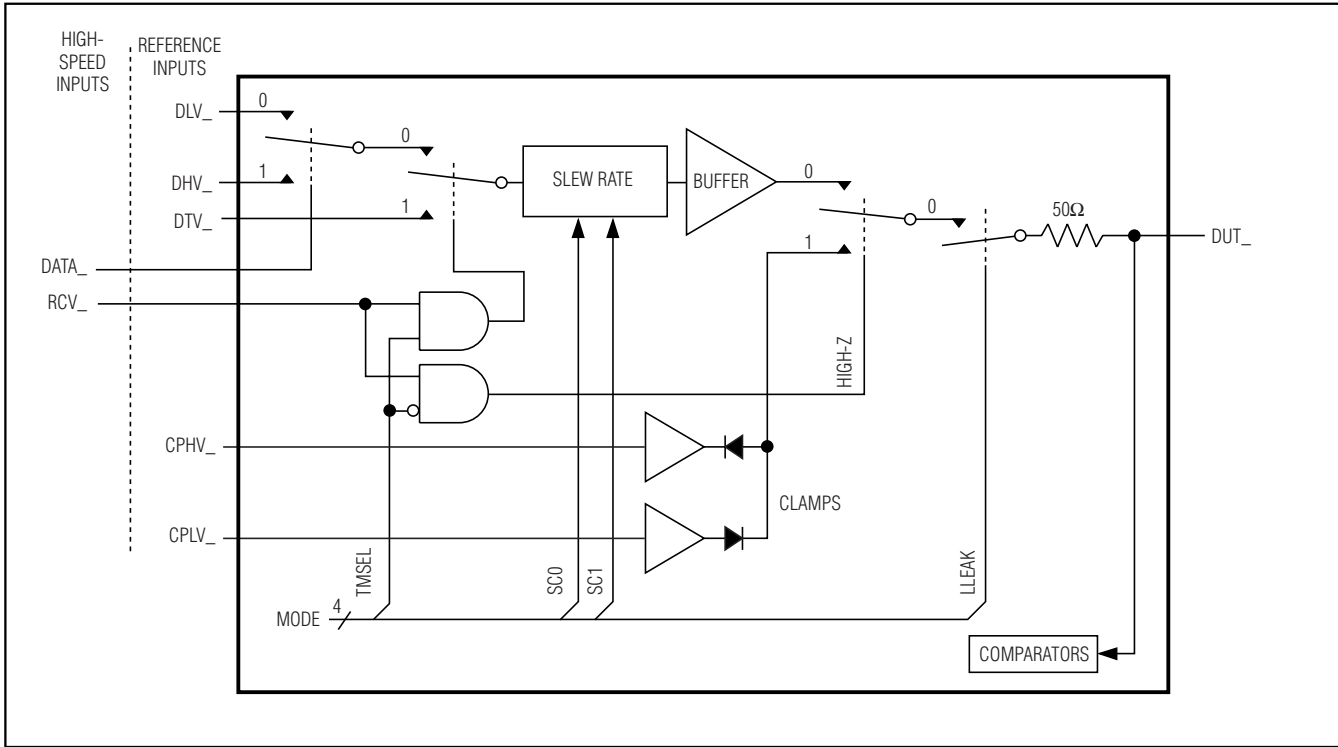 HIGH-
SPEED
INPUTS
REFERENCE
INPUTS
DLV_
0
DHV_
1
0
DTV_
1
SLEW RATE
BUFFER
0
1
0
50Ω
DUT_
DATA_
RCV_
HIGH-Z
CPHV_
CLAMPS
CPLV_
TMSEL
SC0
SC1
LLEAK
MODE
4
COMPARATORS